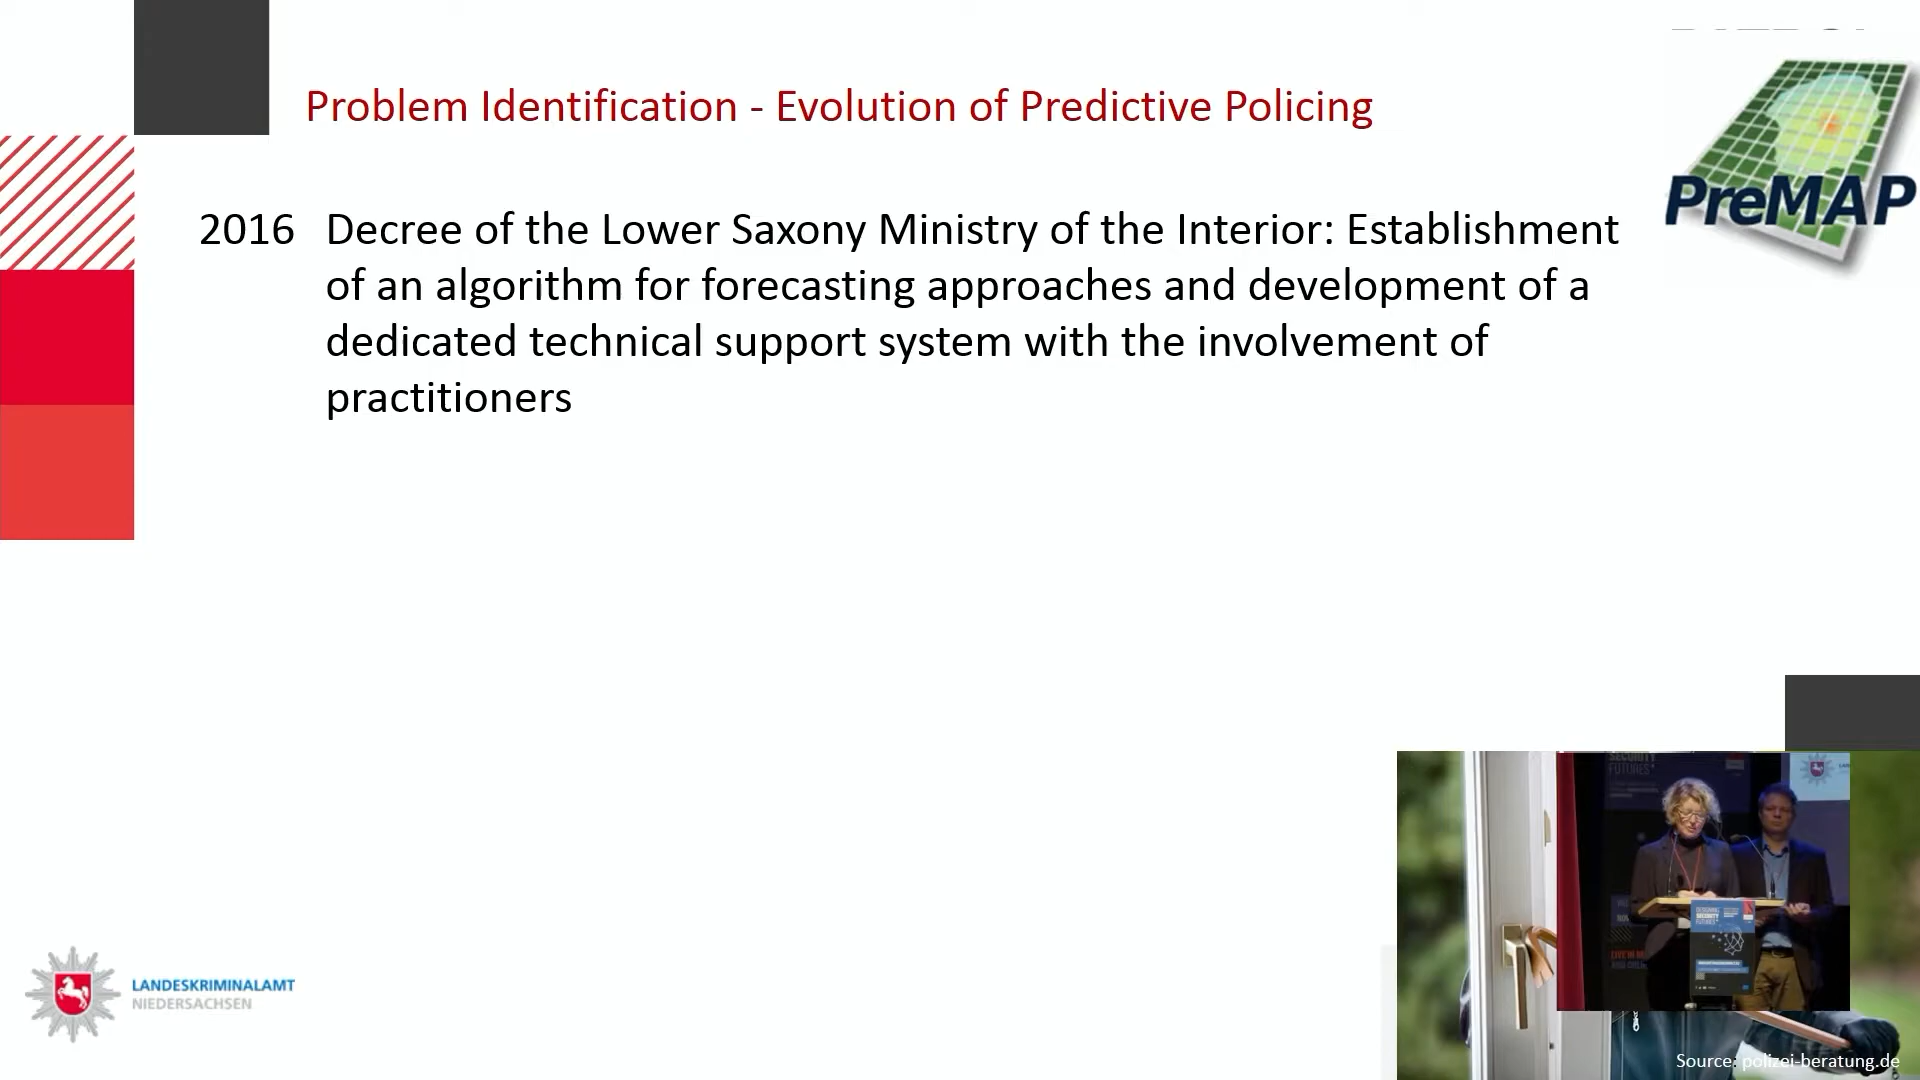 Problem Identification - Evolution of Predictive Policing
PreMAP
2016 Decree of the Lower Saxony Ministry of the Interior: Establishment
of an algorithm for forecasting approaches and development of a
dedicated technical support system with the involvement of
practitioners
SECURITY
FUTURES
LANDESKRIMINALAMT
NIEDERSACHSEN
Source: polizei-beratung.de